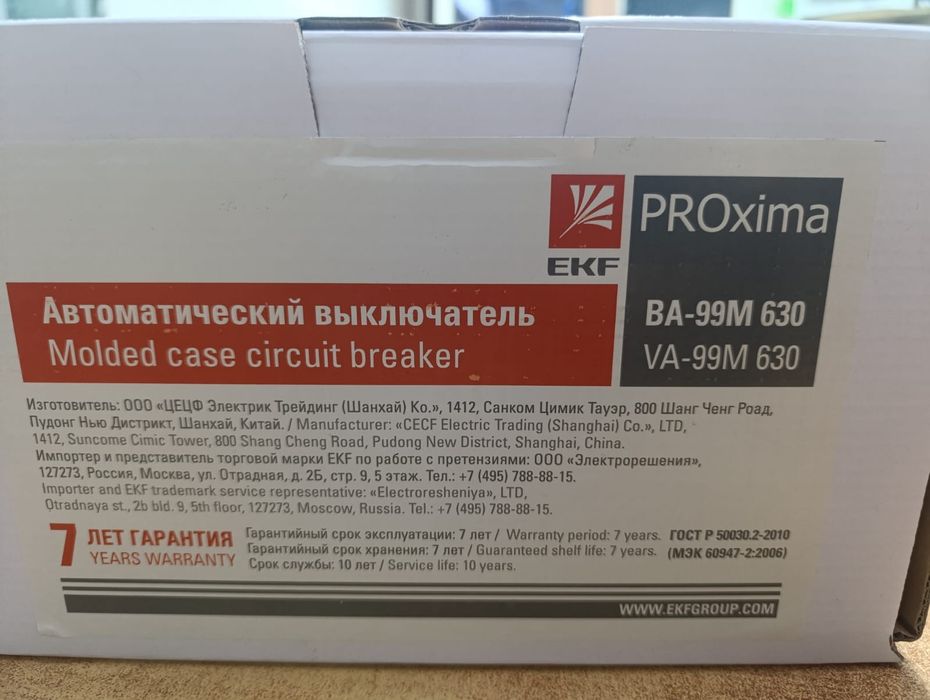 EKF
PROxima
Автоматический выключатель
Molded case circuit breaker
ВА-99М 630
VA-99M 630
Изготовитель: ООО «ЦЕЦФ Электрик Трейдинг (Шанхай) Ко.», 1412, Санком Цимик Тауэр, 800 Шанг Ченг Роад,
Пудонг Нью Дистрикт, Шанхай, Китай. / Manufacturer: «CECF Electric Trading (Shanghai) Co.», LTD,
1412, Suncome Cimic Tower, 800 Shang Cheng Road, Pudong New District, Shanghai, China.
Импортер и представитель торговой марки EKF по работе с претензиями: ООО «Электрорешения»,
127273, Россия, Москва, ул. Отрадная, д. 2Б, стр. 9, 5 этаж. Тел.: +7 (495) 788-88-15.
Importer and EKF trademark service representative: «Electroresheniya», LTD,
Otradnaya st., 2b bld. 9, 5th floor, 127273, Moscow, Russia. Tel.: +7 (495) 788-88-15.
7 ЛЕТ ГАРАНТИЯ
YEARS WARRANTY
Гарантийный срок эксплуатации: 7 лет / Warranty period: 7 years.
Гарантийный срок хранения: 7 лет / Guaranteed shelf life: 7 years.
Срок службы: 10 лет / Service life: 10 years.
ГОСТ Р 50030.2-2010
(МЭК 60947-2:2006)
WWW.EKFGROUP.COM